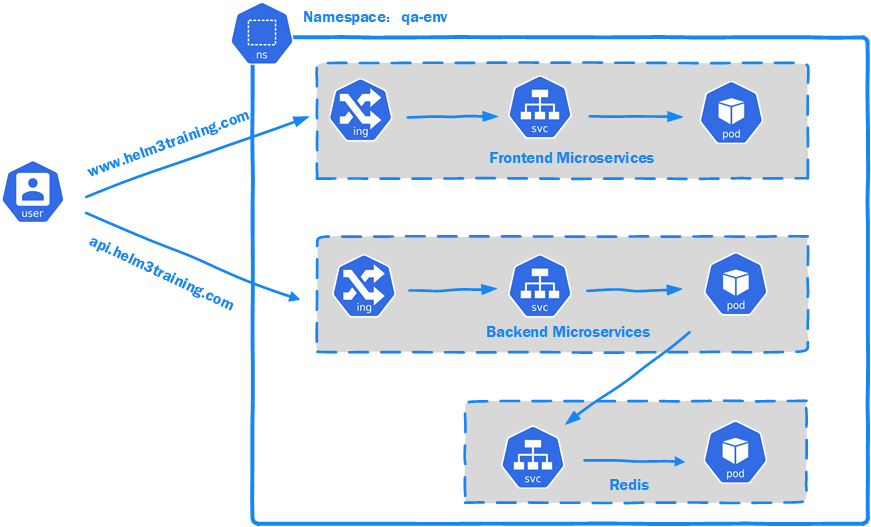 Namespace：qa-env
ns
www.helm3training.com
ing
svc
pod
Frontend Microservices
user
api.helm3training.com
ing
svc
pod
Backend Microservices
svc
pod
Redis